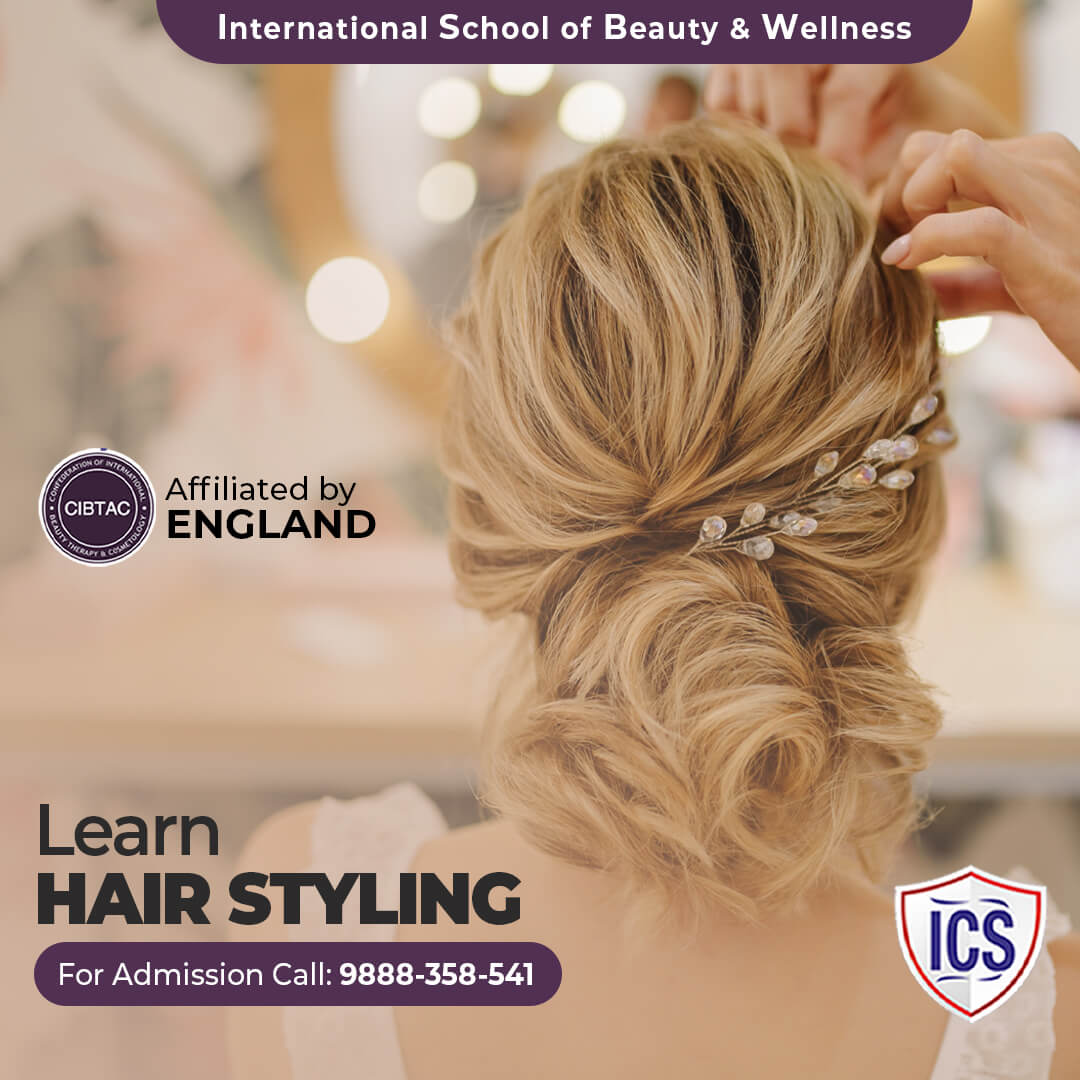 International School of Beauty & Wellness
CONFEDERATION OF INTERNATIONAL
CIBTAC
BEAUTY THERAPY & COSMETOLOGY
Affiliated by
ENGLAND
Learn
HAIR STYLING
For Admission Call: 9888-358-541
ICS